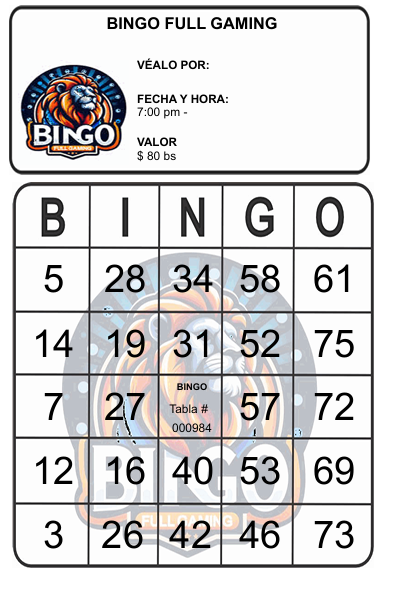 BINGO FULL GAMING
VÉALO POR:
FECHA Y HORA:
7:00 pm -
VALOR
$ 80 bs
BINGO
FULL GAMING
B I N G O
5 28 34 58 61
14 19 31 52 75
7 27 BINGO 57 72
Tabla #
000984
12 16 40 53 69
3 26 42 46 73
BINGO
FULL GAMING